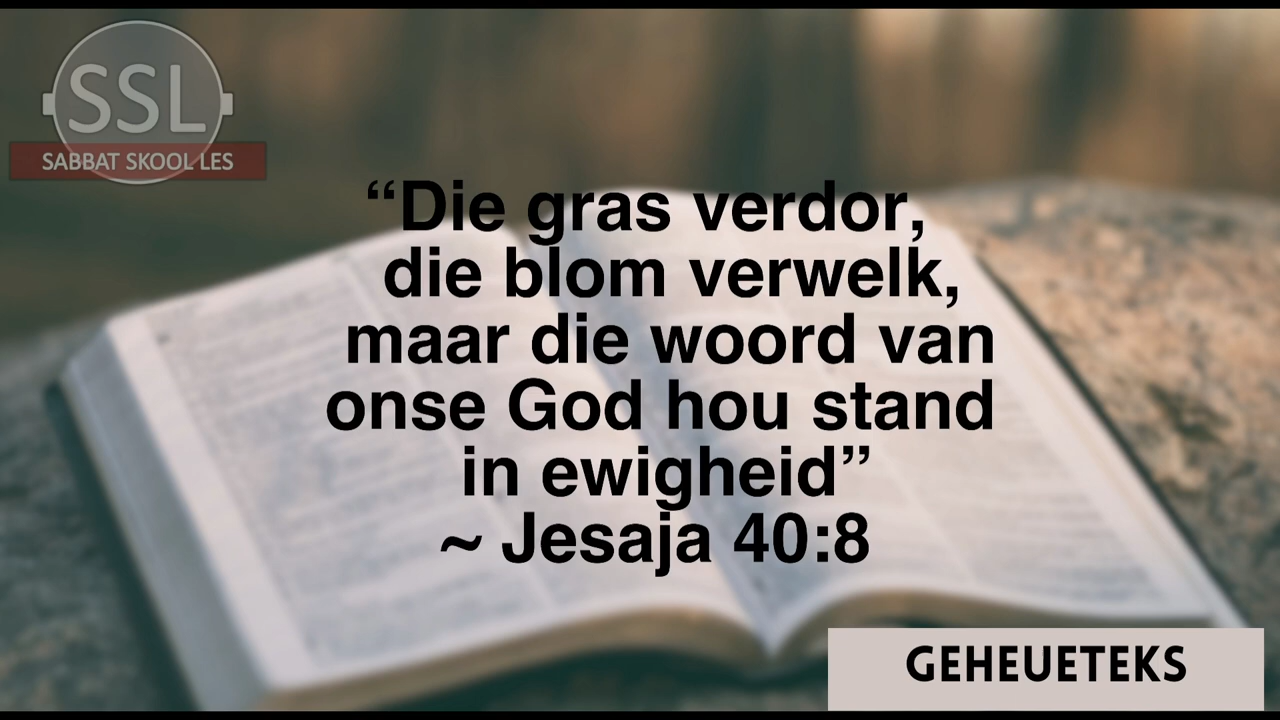 SSL
SABBAT SKOOL LES
“Die gras verdor,
die blom verwelk,
maar die woord van
onse God hou stand
in ewigheid”
~ Jesaja 40:8
GEHEUETEKS